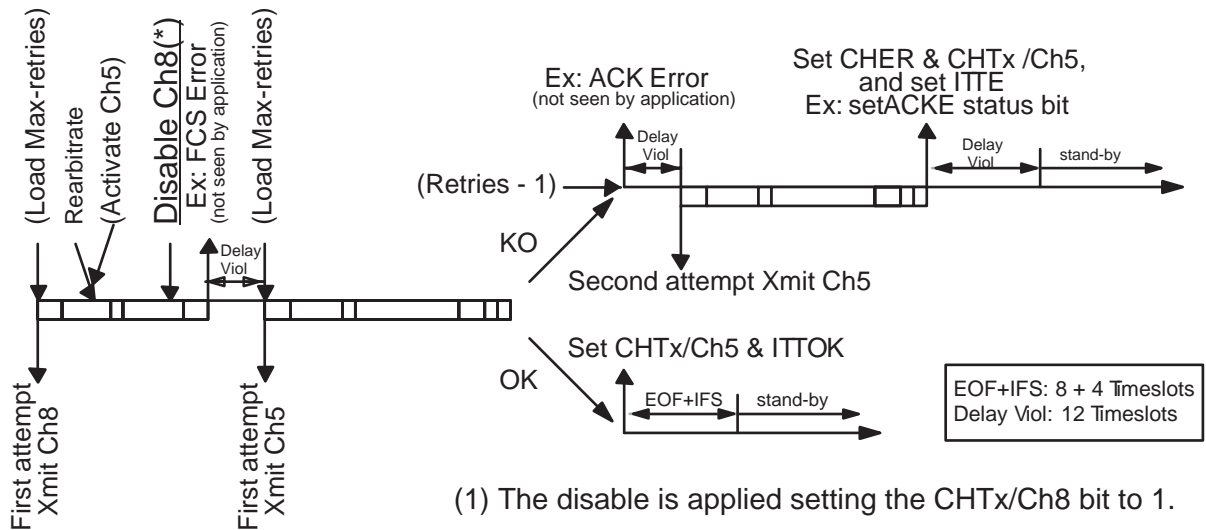 (Load Max-retries)
Rearbitrate
(Activate Ch5)
Disable Ch8(*)
Ex: FCS Error
(not seen by application)
(Load Max-retries)
Delay
Viol
First attempt
Xmit Ch8
First attempt
Xmit Ch5
(Retries - 1)
KO
OK
Ex: ACK Error
(not seen by application)
Delay
Viol
Second attempt Xmit Ch5
Set CHER & CHTx /Ch5,
and set ITTE
Ex: setACKE status bit
Delay
Viol
stand-by
Set CHTx/Ch5 & ITTOK
EOF+IFS
stand-by
EOF+IFS: 8 + 4 Timeslots
Delay Viol: 12 Timeslots
(1) The disable is applied setting the CHTx/Ch8 bit to 1.